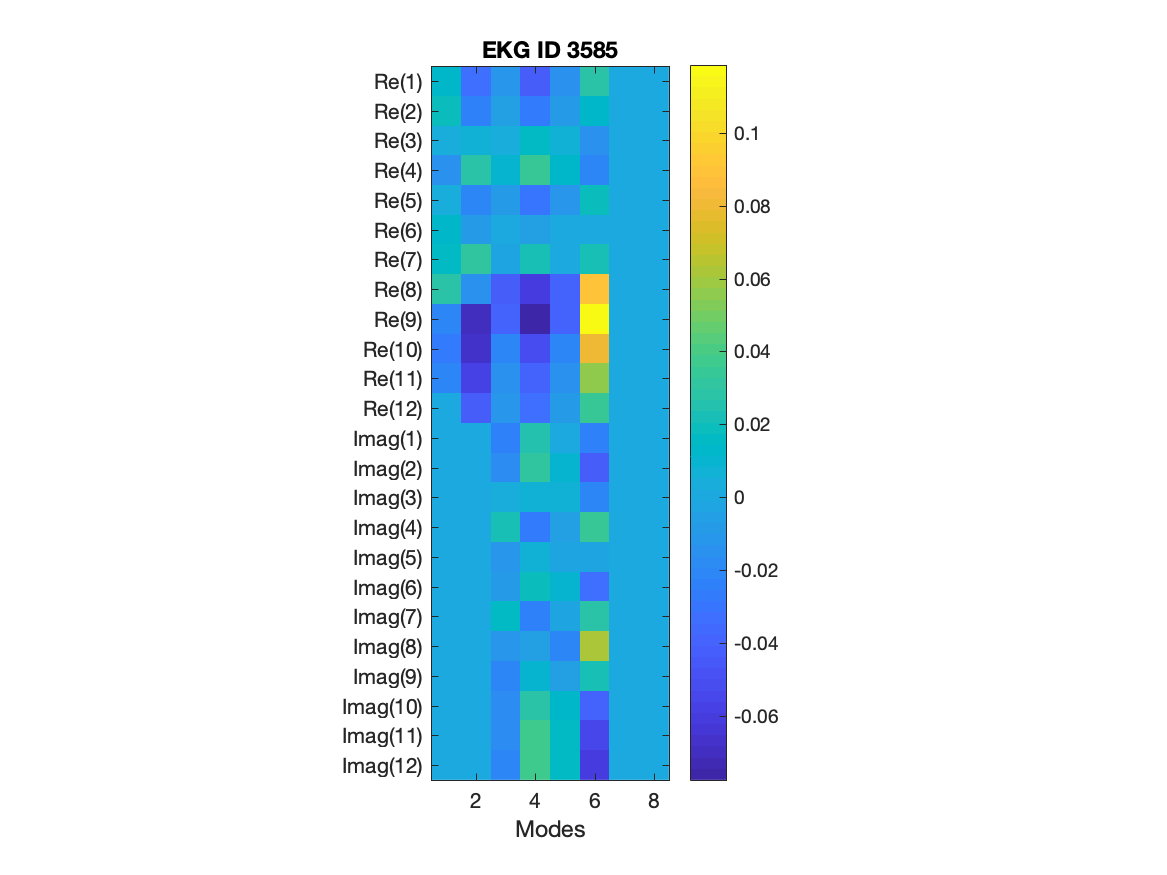 EKG ID 3585
Re(1)
Re(2)
Re(3)
Re(4)
Re(5)
Re(6)
Re(7)
Re(8)
Re(9)
Re(10)
Re(11)
Re(12)
Imag(1)
Imag(2)
Imag(3)
Imag(4)
Imag(5)
Imag(6)
Imag(7)
Imag(8)
Imag(9)
Imag(10)
Imag(11)
Imag(12)
2 4 6 8
Modes
0.1
0.08
0.06
0.04
0.02
0
-0.02
-0.04
-0.06